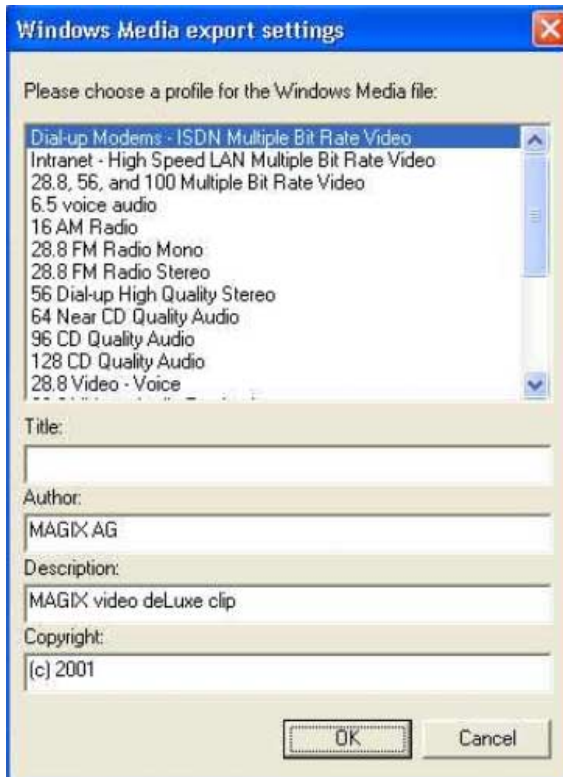 Windows Media export settings
Please choose a profile for the Windows Media file:
Dial-up Modems - ISDN Multiple Bit Rate Video
Intranet - High Speed LAN Multiple Bit Rate Video
28.8, 56, and 100 Multiple Bit Rate Video
6.5 voice audio
16 AM Radio
28.8 FM Radio Mono
28.8 FM Radio Stereo
56 Dial-up High Quality Stereo
64 Near CD Quality Audio
96 CD Quality Audio
128 CD Quality Audio
28.8 Video - Voice
Title:
Author:
MAGIX AG
Description:
MAGIX video deLuxe clip
Copyright:
(c) 2001
OK
Cancel